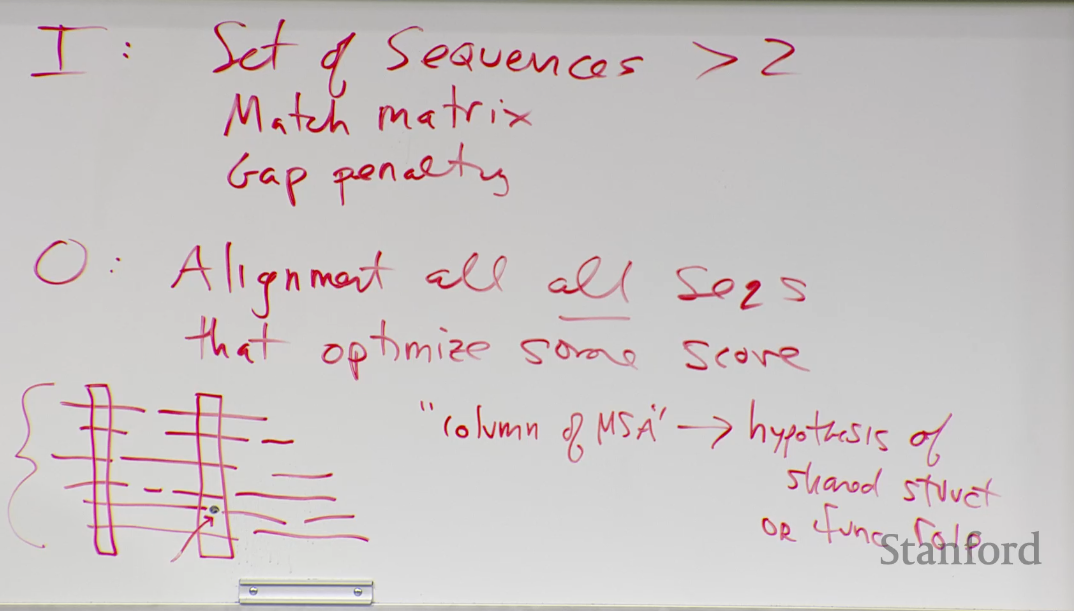 I: Set of Sequences > 2
Match matrix
Gap penalty
O: Alignment all all seqs
that optimize some score
"column of MSA" → hypothesis of
shared struct
OR func role
Stanford